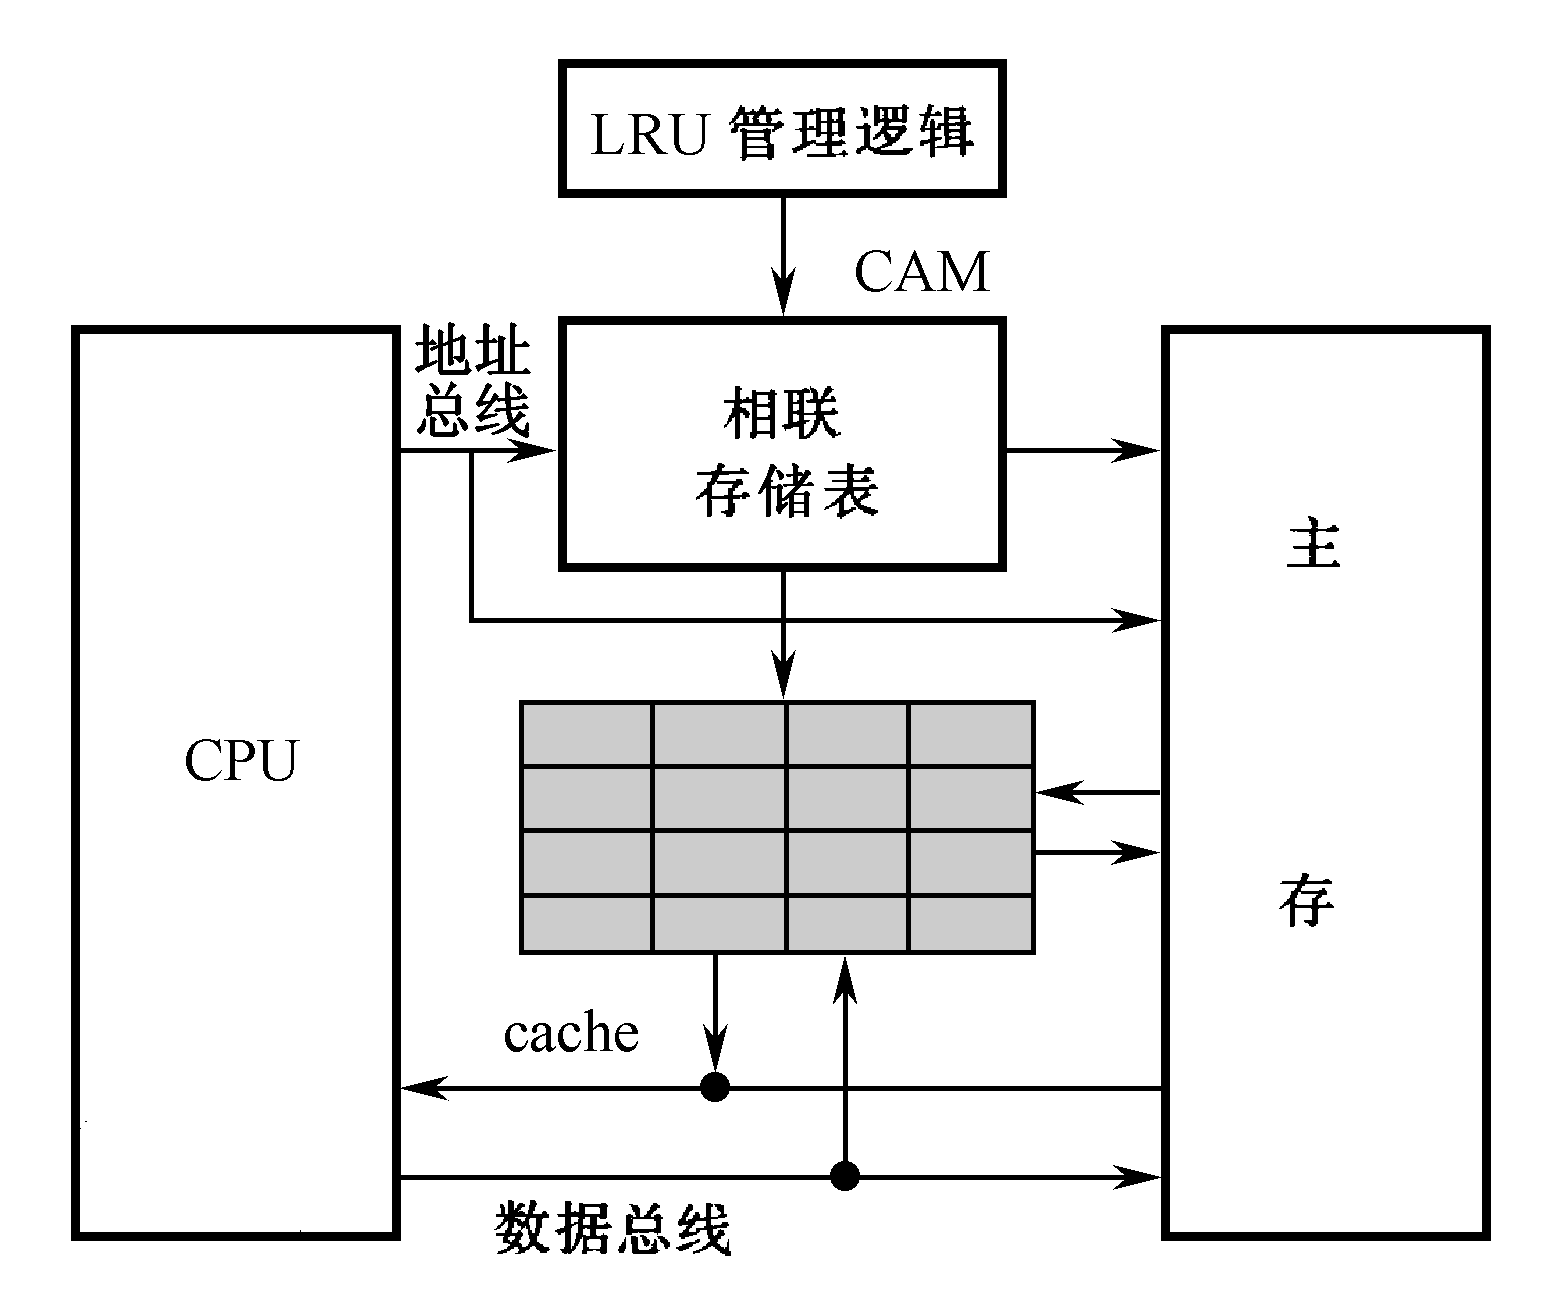 LRU 管理逻辑
CAM
地址
总线
相联
存储表
主
CPU
存
cache
数据总线